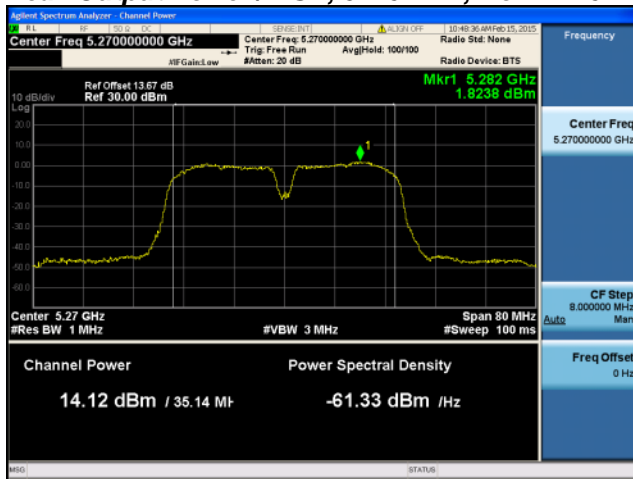 Agilent Spectrum Analyzer - Channel Power
RL RF 50 Ω DC SENSE:INT ALIGN OFF 10:48:36 AM Feb 15, 2015
Center Freq 5.270000000 GHz
Center Freq: 5.270000000 GHz
Radio Std: None
Trig: Free Run Avg|Hold: 100/100
#IFGain:Low #Atten: 20 dB Radio Device: BTS
Frequency
Mkr1 5.282 GHz
1.8238 dBm
Ref Offset 13.67 dB
10 dB/div Ref 30.00 dBm
Log
20.0
10.0
0.00
-10.0
-20.0
-30.0
-40.0
-50.0
-60.0
1
Center Freq
5.270000000 GHz
Center 5.27 GHz Span 80 MHz
#Res BW 1 MHz #VBW 3 MHz #Sweep 100 ms
CF Step
8.000000 MHz
Auto Man
Channel Power Power Spectral Density
14.12 dBm / 35.14 MH -61.33 dBm /Hz
Freq Offset
0 Hz
MSG STATUS